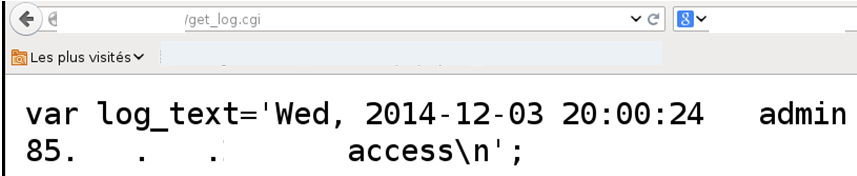 /get_log.cgi
Les plus visités
var log_text='Wed, 2014-12-03 20:00:24 admin
85. . . access\n';